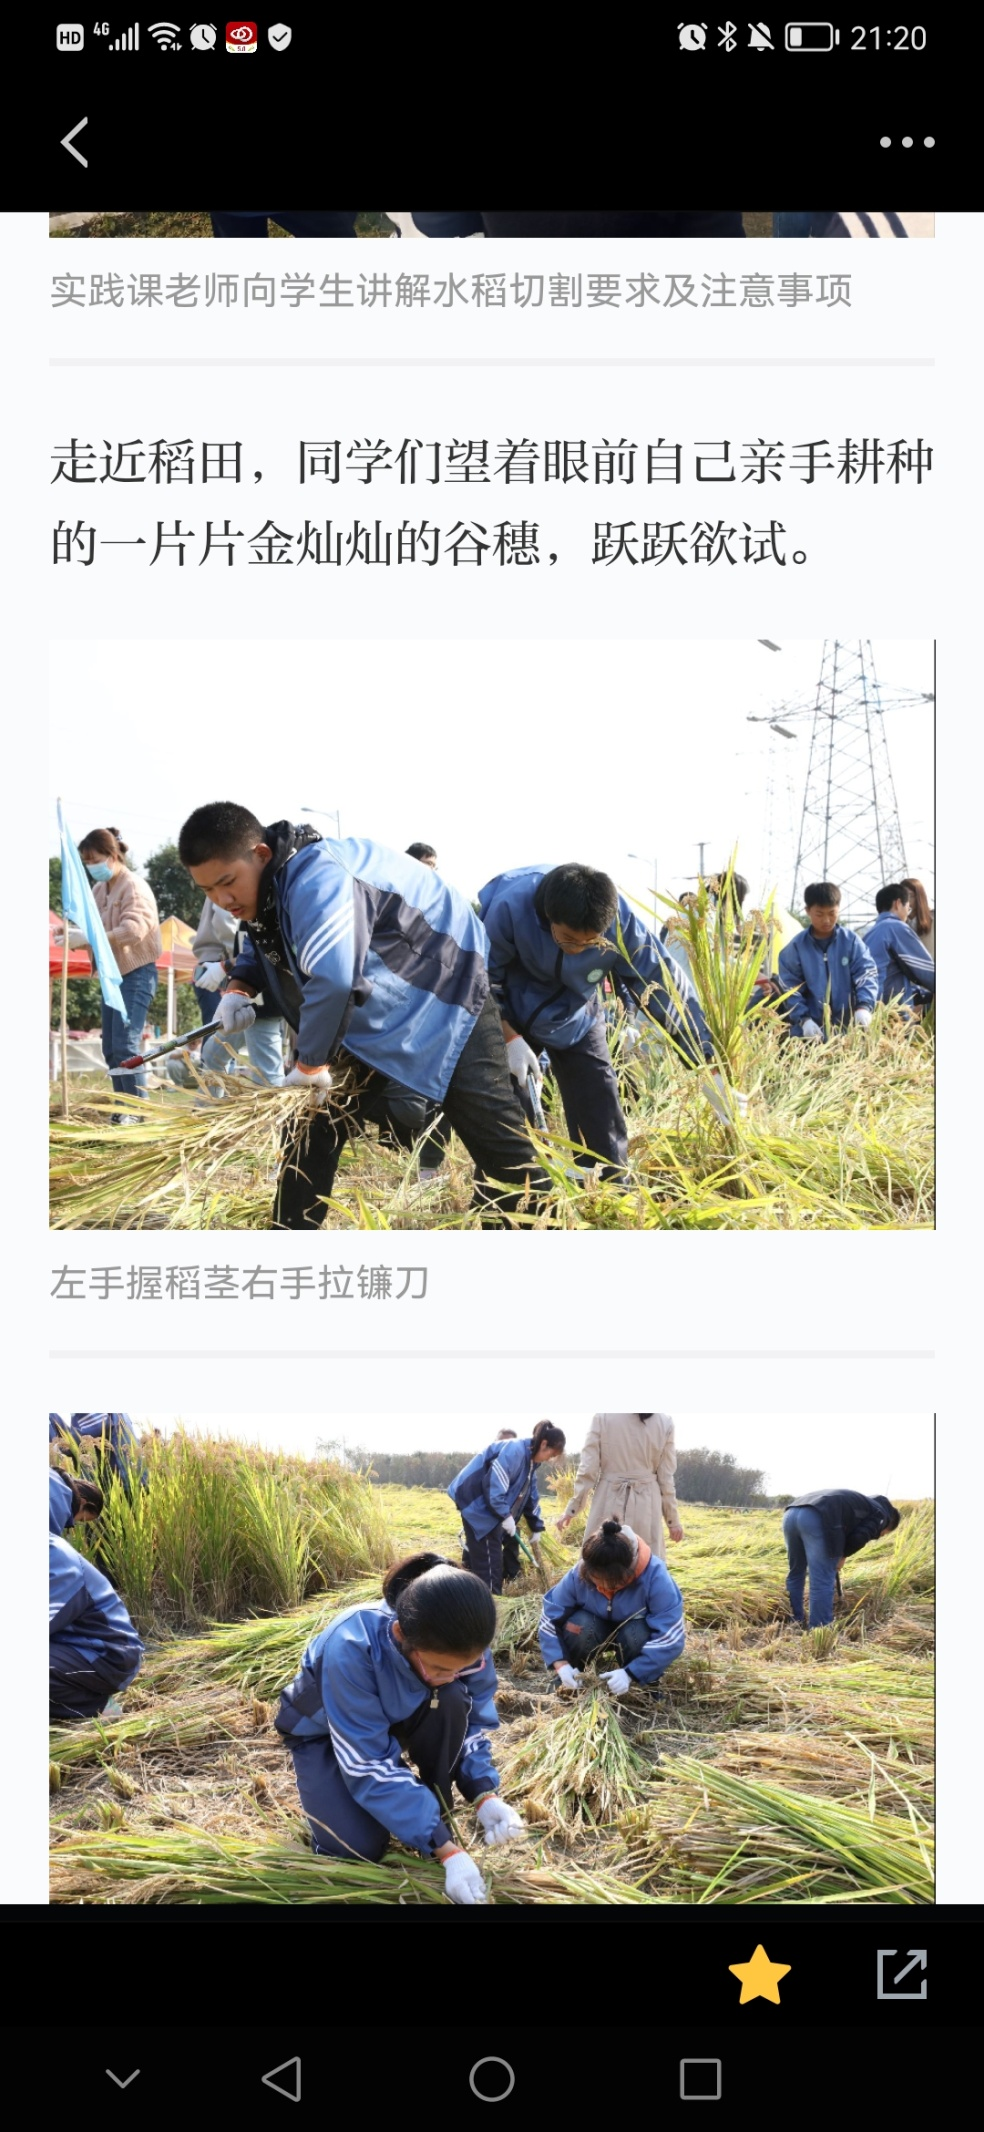 HD 4G 21:20
实践课老师向学生讲解水稻切割要求及注意事项
走近稻田，同学们望着眼前自己亲手耕种
的一片片金灿灿的谷穗，跃跃欲试。
左手握稻茎右手拉镰刀